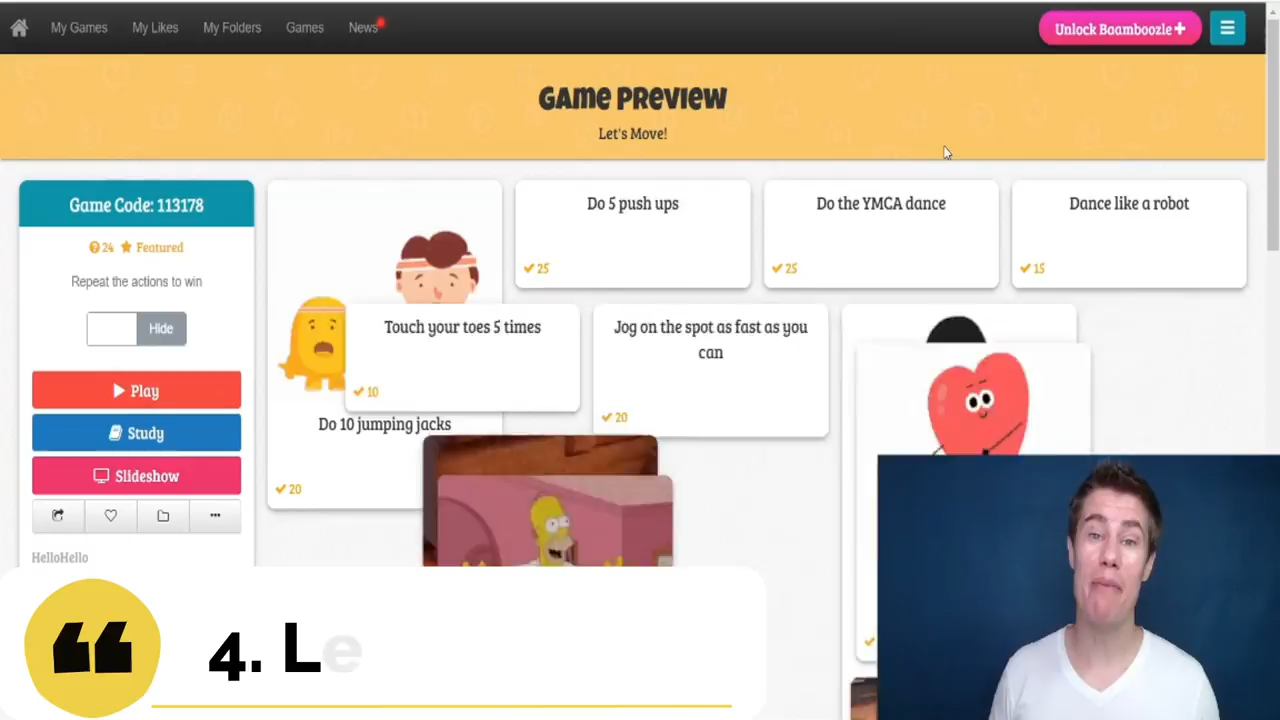 My Games
My Likes
My Folders
Games
News
Unlock Baamboozle+
Game Preview
Let's Move!
Game Code: 113178
24 Featured
Repeat the actions to win
Hide
Play
Study
Slideshow
HelloHello
Do 10 jumping jacks
20
Do 5 push ups
25
Do the YMCA dance
25
Dance like a robot
15
Touch your toes 5 times
10
Jog on the spot as fast as you
can
20
4. Le